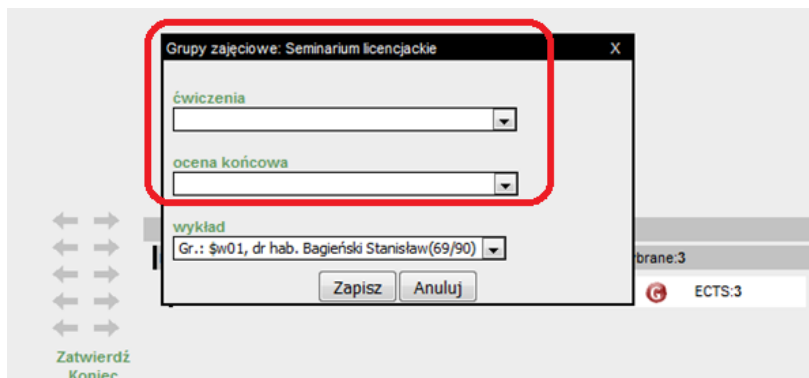 Grupy zajęciowe: Seminarium licencjackie X
ćwiczenia
ocena końcowa
wykład
Gr.: $w01, dr hab. Bagieński Stanisław(69/90)
Zapisz Anuluj
brane:3
G ECTS:3
Zatwierdź
Koniec